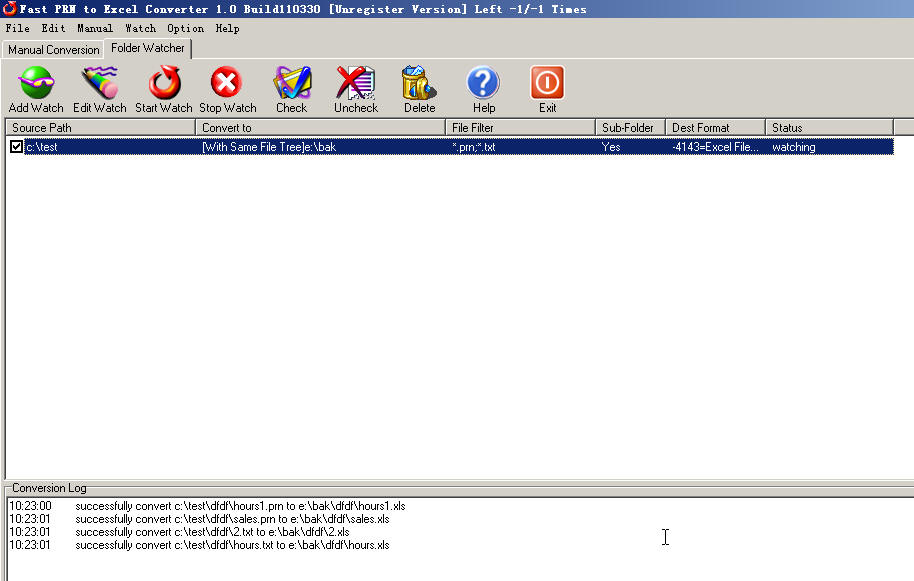 Fast PRN to Excel Converter 1.0 Build110330 [Unregister Version] Left -1/-1 Times
File Edit Manual Watch Option Help
Manual Conversion Folder Watcher
Add Watch Edit Watch Start Watch Stop Watch Check Uncheck Delete Help Exit
Source Path Convert to File Filter Sub-Folder Dest Format Status
c:\test [With Same File Tree]e:\bak *.prn;*.txt Yes -4143=Excel File... watching
Conversion Log
10:23:00 successfully convert c:\test\dfdf\hours1.prn to e:\bak\dfdf\hours1.xls
10:23:01 successfully convert c:\test\dfdf\sales.prn to e:\bak\dfdf\sales.xls
10:23:01 successfully convert c:\test\dfdf\2.txt to e:\bak\dfdf\2.xls
10:23:01 successfully convert c:\test\dfdf\hours.txt to e:\bak\dfdf\hours.xls